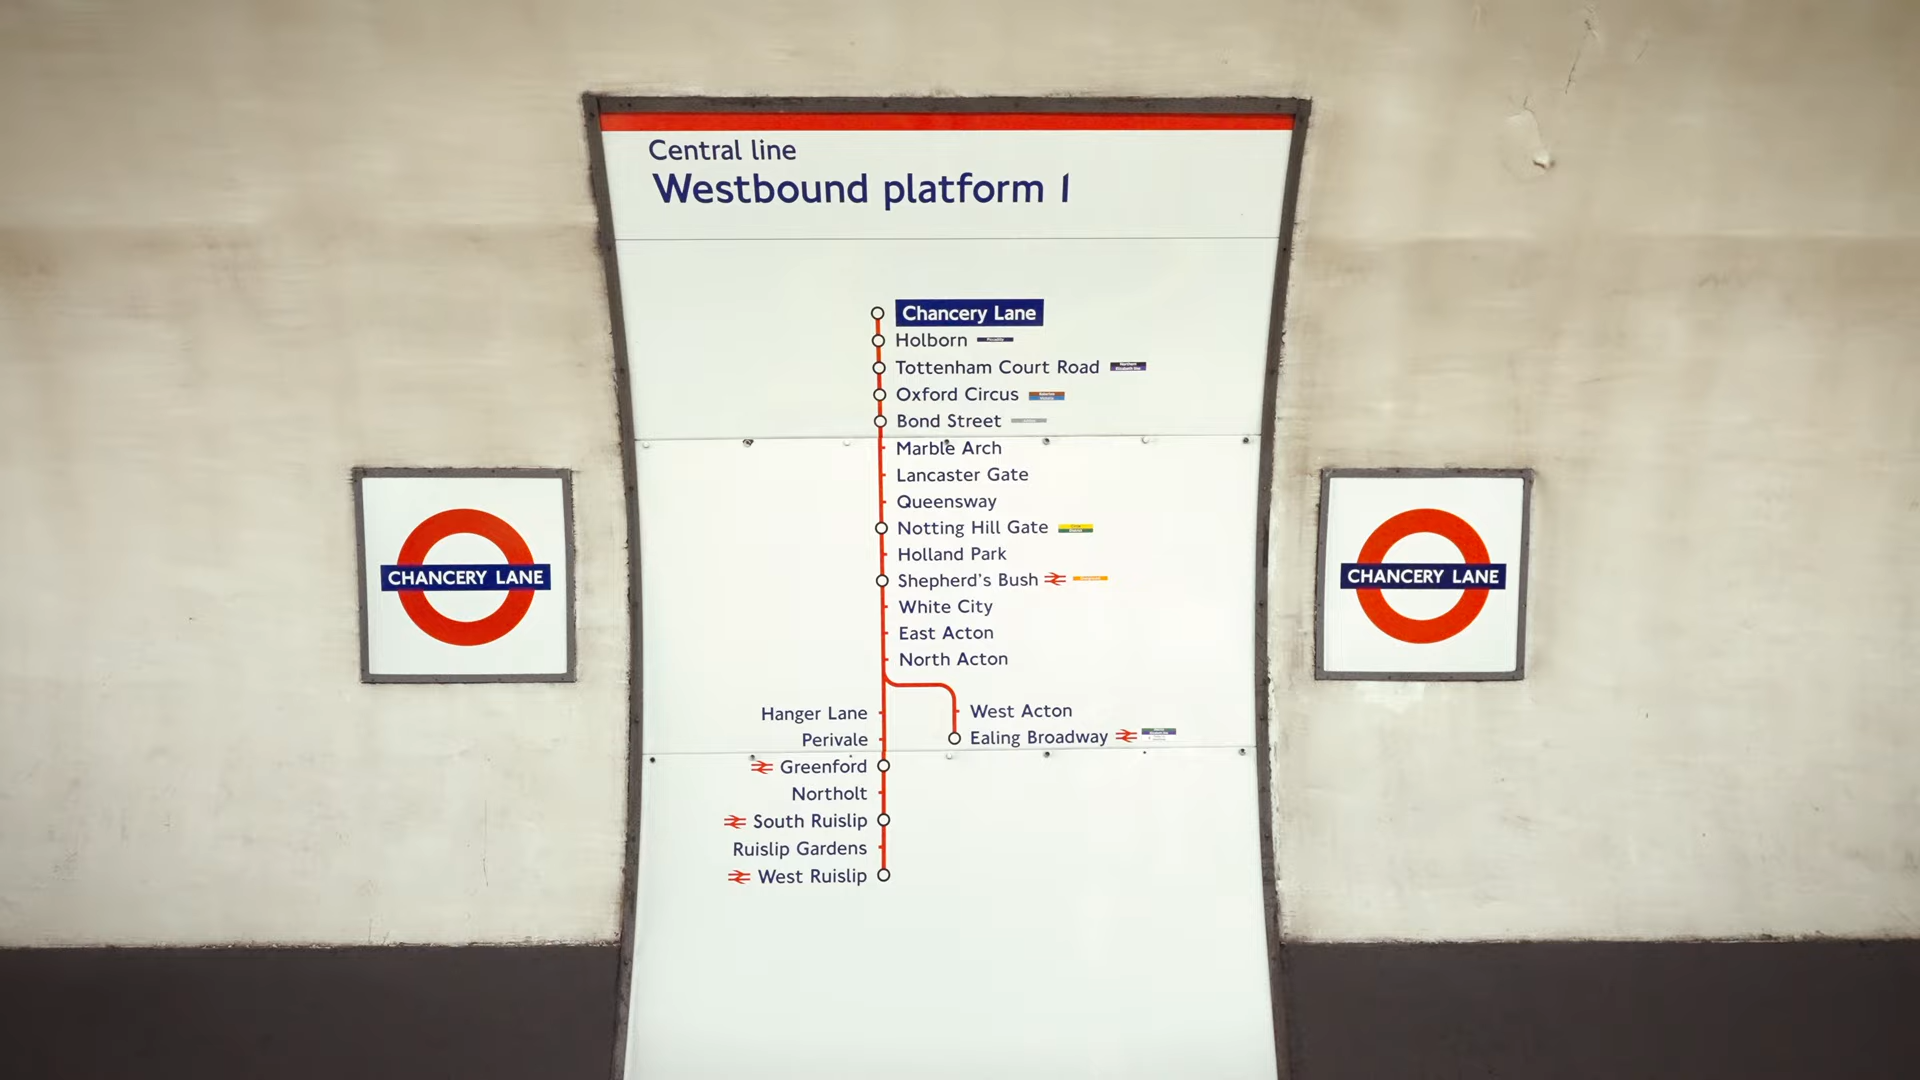 Central line
Westbound platform 1
Chancery Lane
Holborn
Tottenham Court Road
Oxford Circus
Bond Street
Marble Arch
Lancaster Gate
Queensway
Notting Hill Gate
Holland Park
Shepherd's Bush
White City
East Acton
North Acton
West Acton
Ealing Broadway
Hanger Lane
Perivale
Greenford
Northolt
South Ruislip
Ruislip Gardens
West Ruislip
CHANCERY LANE
CHANCERY LANE